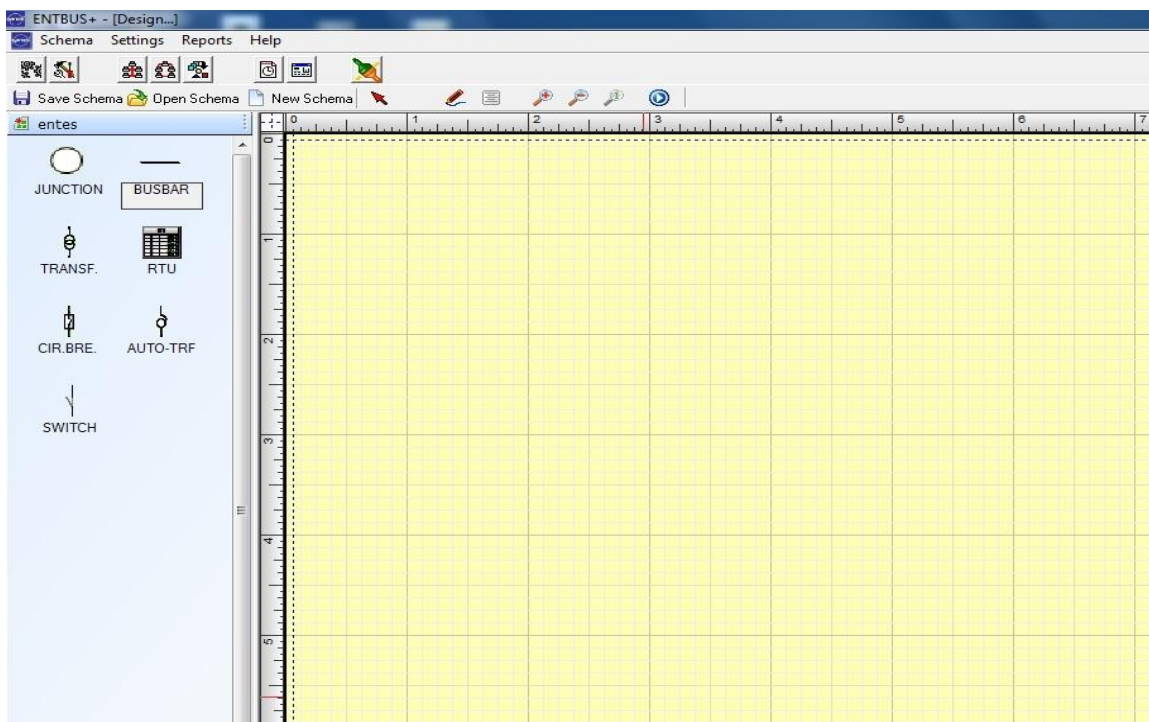 ENTBUS+ - [Design...]
Schema Settings Reports Help
Save Schema Open Schema New Schema
entes
0 1 2 3 4 5 6 7
JUNCTION BUSBAR
TRANSF. RTU
CIR.BRE. AUTO-TRF
SWITCH
0
1
2
3
4
5